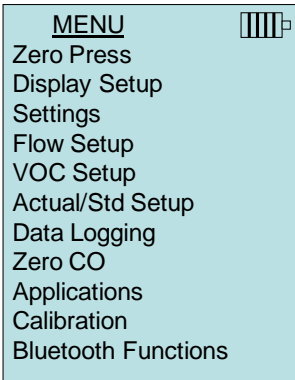 MENU
Zero Press
Display Setup
Settings
Flow Setup
VOC Setup
Actual/Std Setup
Data Logging
Zero CO
Applications
Calibration
Bluetooth Functions